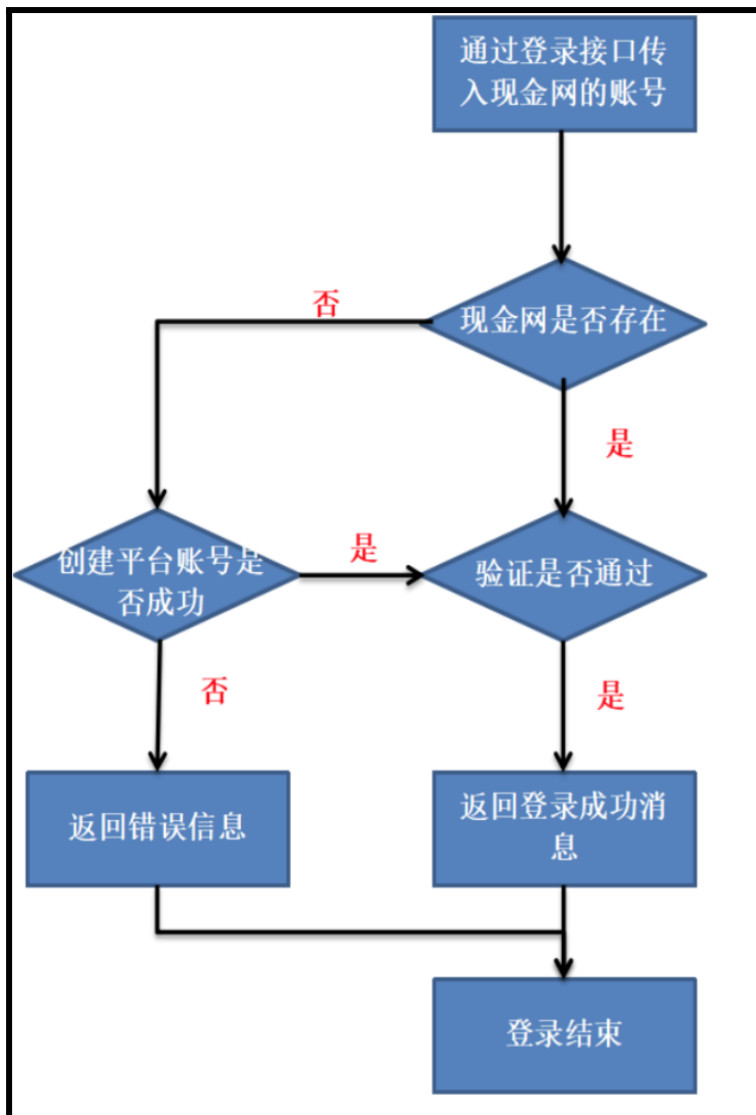 通过登录接口传
入现金网的账号
否
现金网是否存在
是
创建平台账号是
否成功
是
验证是否通过
否
是
返回错误信息
返回登录成功消
息
登录结束